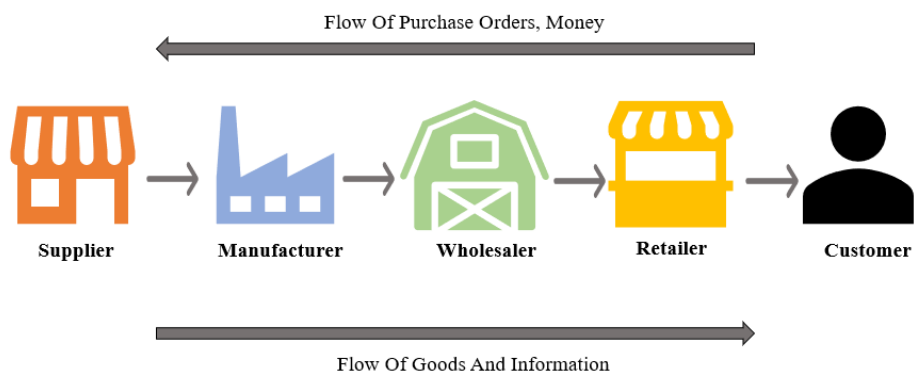 Flow Of Purchase Orders, Money
Supplier
Manufacturer
Wholesaler
Retailer
Customer
Flow Of Goods And Information